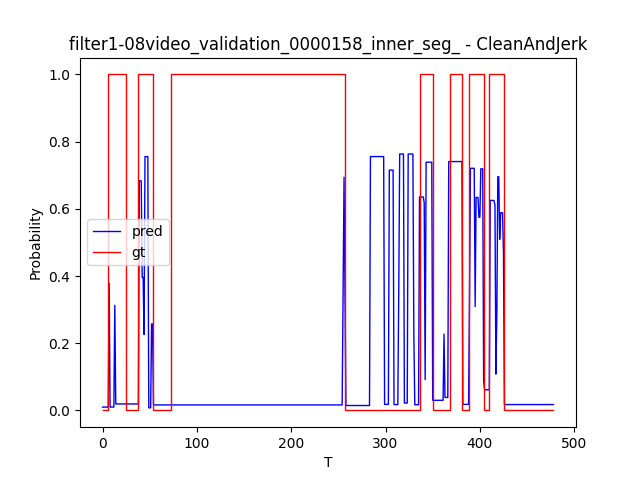 filter1-08video_validation_0000158_inner_seg_ - CleanAndJerk
1.0
0.8
0.6
0.4
0.2
0.0
Probability
pred
gt
0 100 200 300 400 500
T